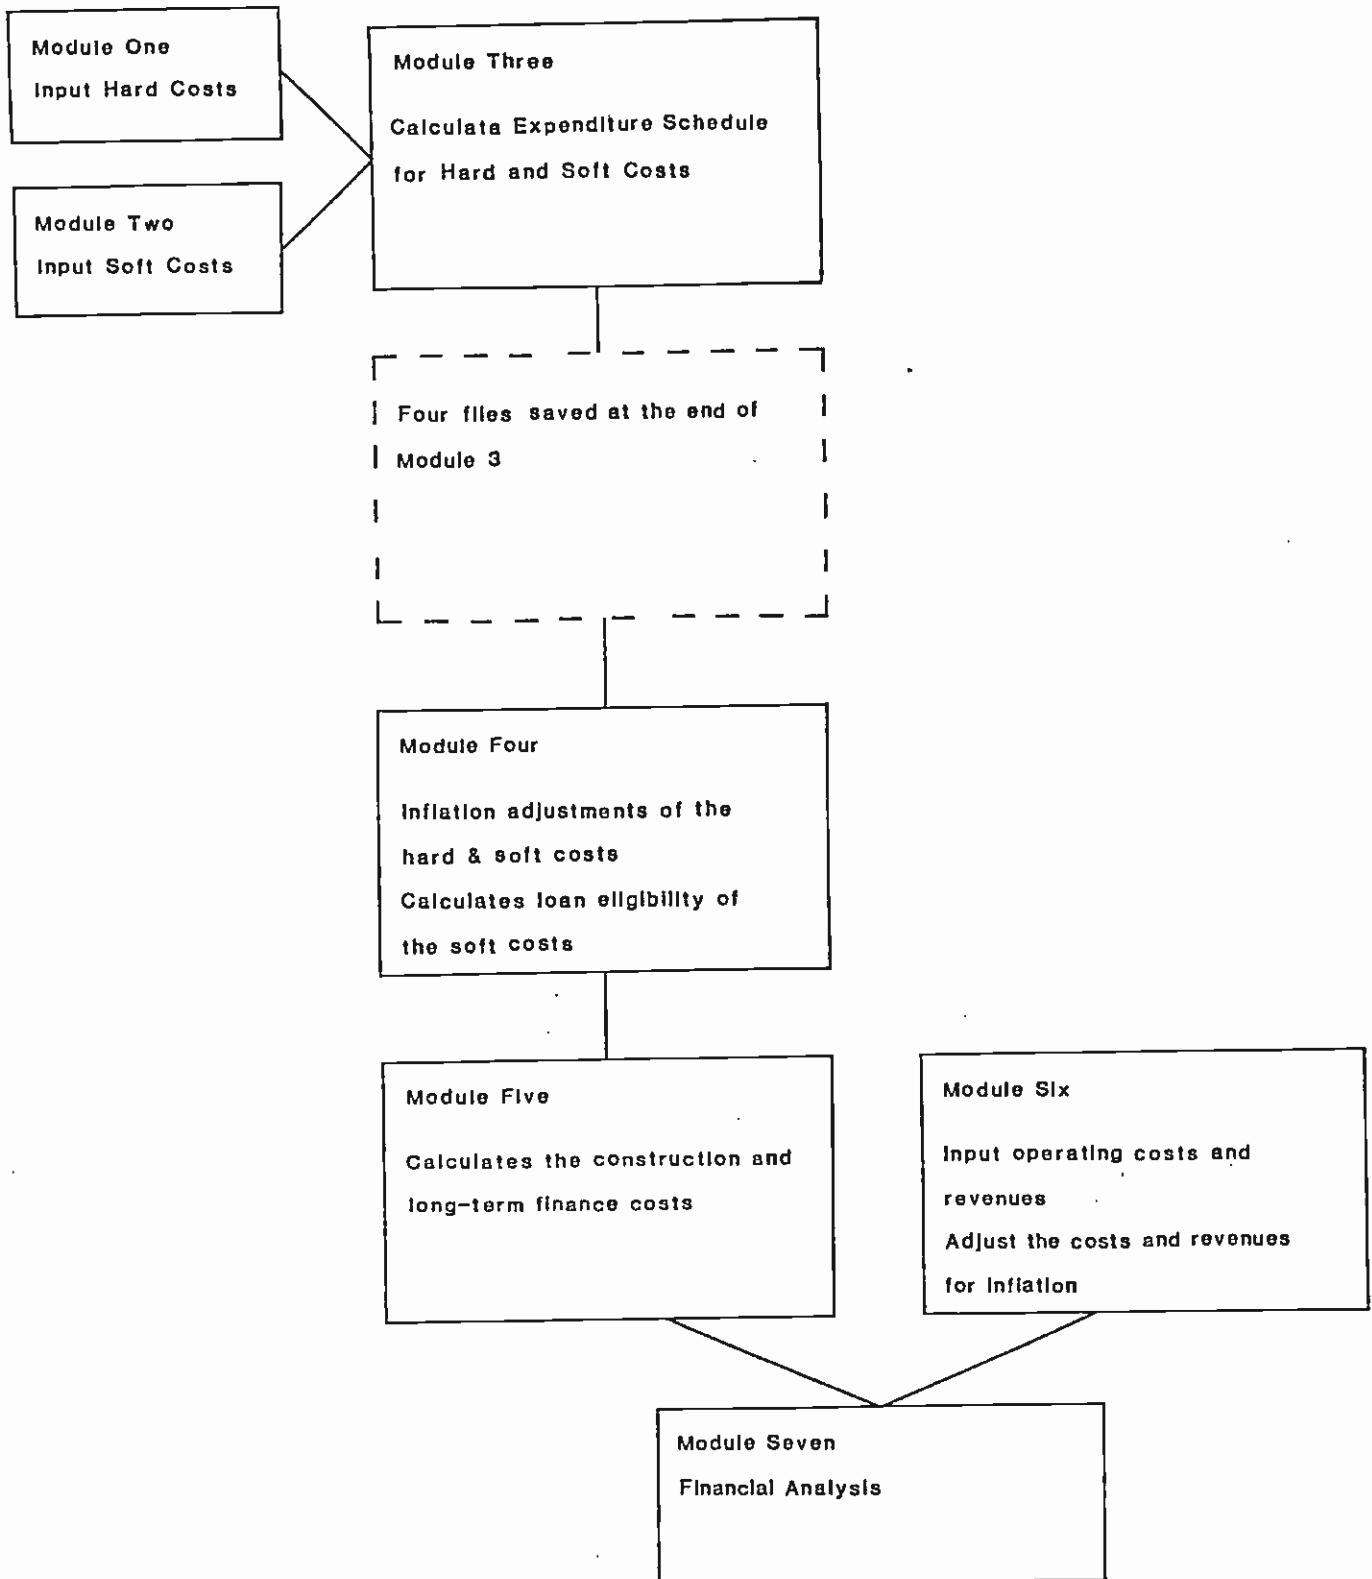 Module One
Input Hard Costs
Module Two
Input Soft Costs
Module Three
Calculata Expenditure Schedule
for Hard and Soft Costs
Four files saved at the end of
Module 3
Module Four
Inflation adjustments of the
hard & soft costs
Calculates loan eligibility of
the soft costs
Module Five
Calculates the construction and
long-term finance costs
Module Six
Input operating costs and
revenues
Adjust the costs and revenues
for Inflation
Module Seven
Financial Analysis